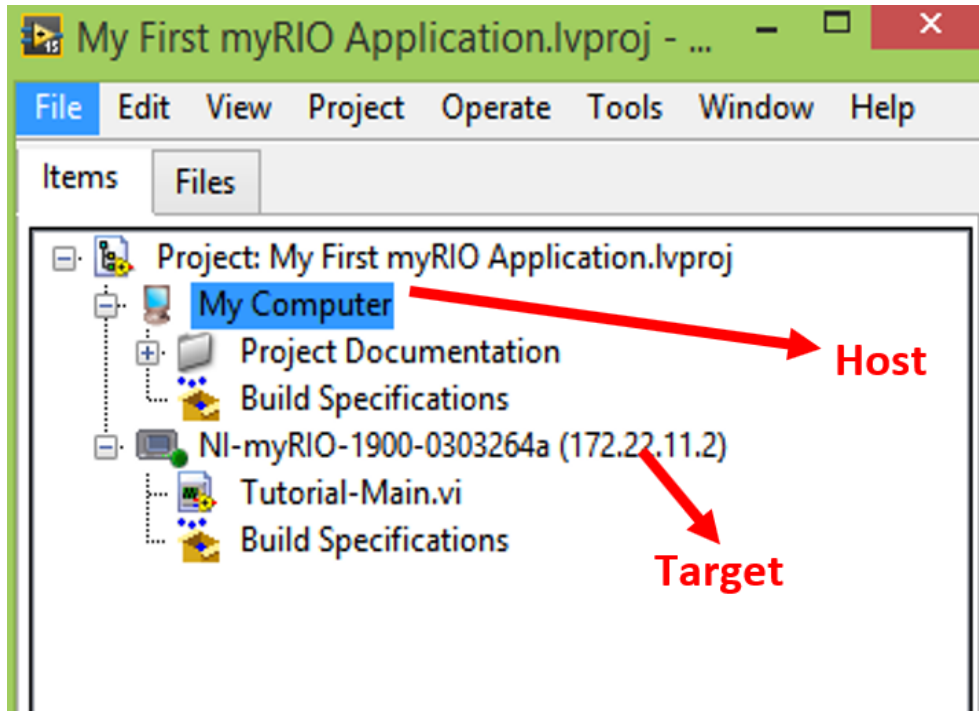 My First myRIO Application.lvproj - ...
File Edit View Project Operate Tools Window Help
Items Files
Project: My First myRIO Application.lvproj
My Computer
Host
Project Documentation
Build Specifications
NI-myRIO-1900-0303264a (172.22.11.2)
Tutorial-Main.vi
Build Specifications
Target